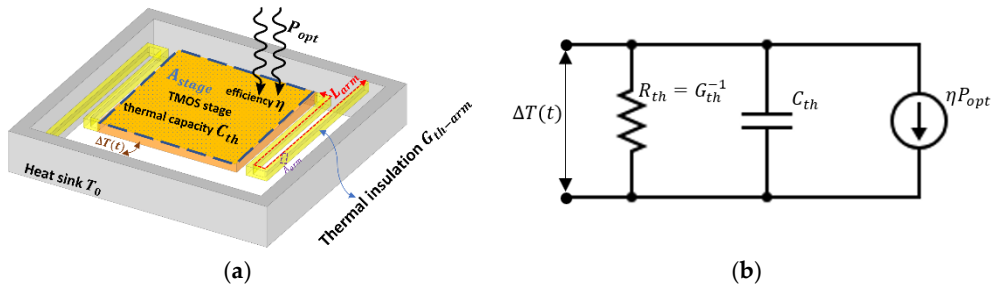 P_opt
A_stage
efficiency η
TMOS stage
thermal capacity C_th
L_arm
ΔT(t)
A_arm
Heat sink T_0
Thermal insulation G_th−arm
(a)
ΔT(t)
R_th = G_th^−1
C_th
ηP_opt
(b)